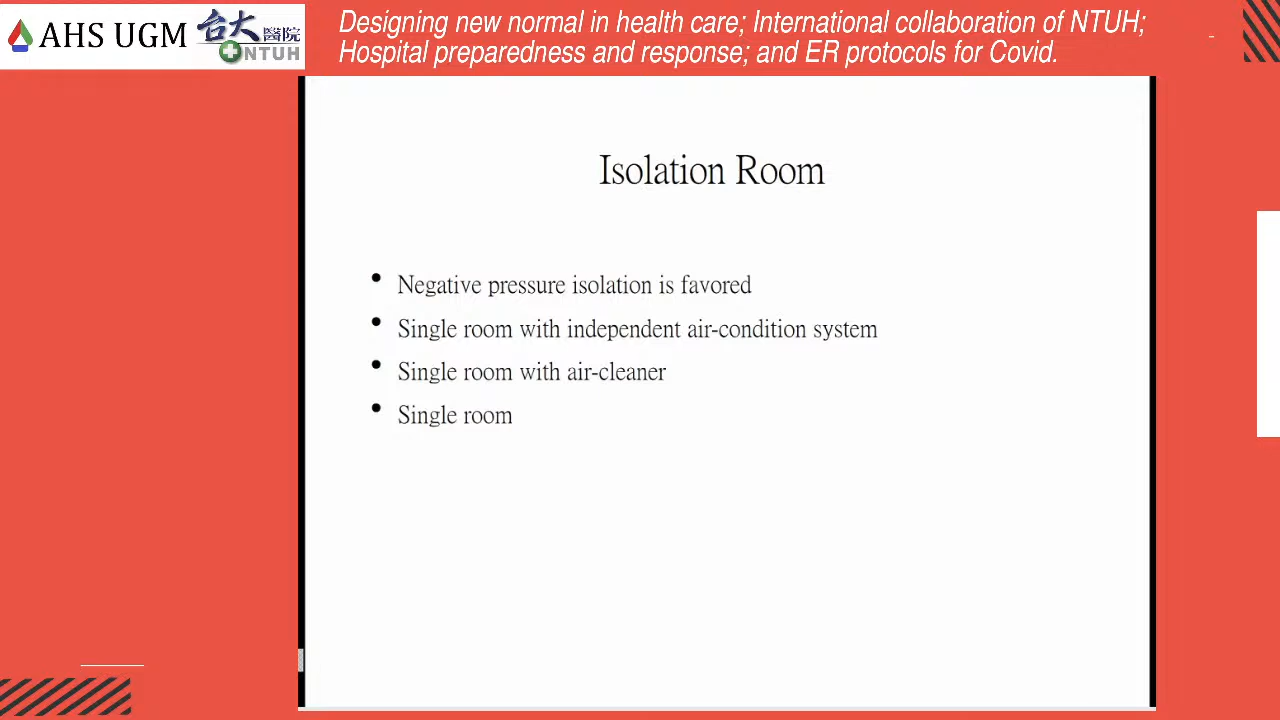 AHS UGM 台大醫院 NTUH
Designing new normal in health care; International collaboration of NTUH;
Hospital preparedness and response; and ER protocols for Covid.
Isolation Room
• Negative pressure isolation is favored
• Single room with independent air-condition system
• Single room with air-cleaner
• Single room